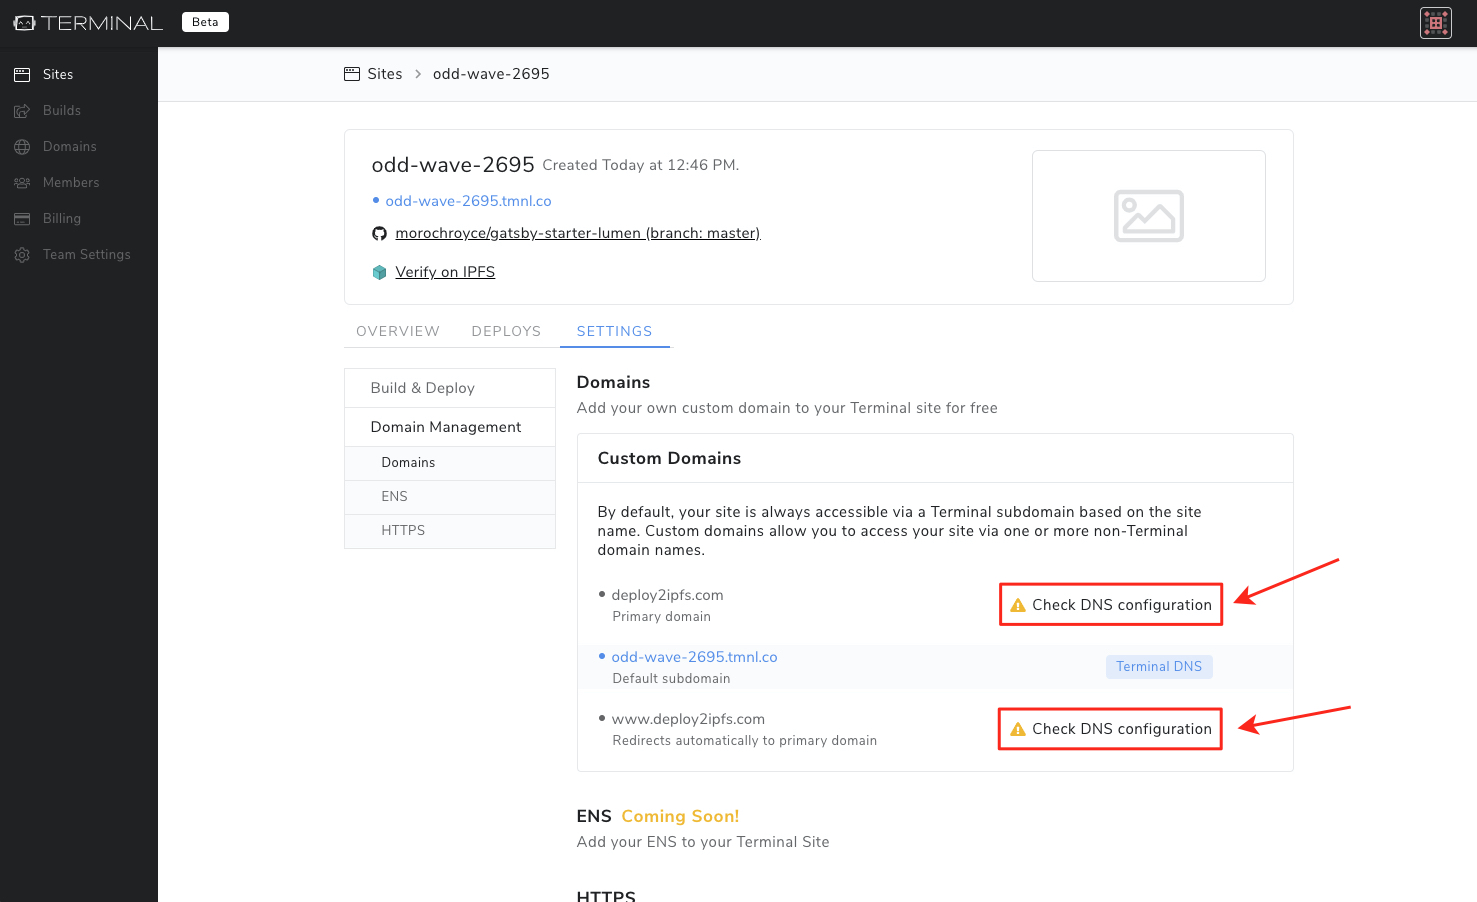 TERMINAL
Beta
Sites
Builds
Domains
Members
Billing
Team Settings
Sites > odd-wave-2695
odd-wave-2695 Created Today at 12:46 PM.
odd-wave-2695.tmnl.co
morochroyce/gatsby-starter-lumen (branch: master)
Verify on IPFS
OVERVIEW DEPLOYS SETTINGS
Build & Deploy
Domain Management
Domains
ENS
HTTPS
Domains
Add your own custom domain to your Terminal site for free
Custom Domains
By default, your site is always accessible via a Terminal subdomain based on the site
name. Custom domains allow you to access your site via one or more non-Terminal
domain names.
deploy2ipfs.com
Primary domain
Check DNS configuration
odd-wave-2695.tmnl.co
Default subdomain
Terminal DNS
www.deploy2ipfs.com
Redirects automatically to primary domain
Check DNS configuration
ENS Coming Soon!
Add your ENS to your Terminal Site
HTTPS